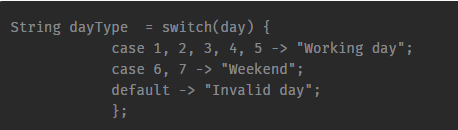 String dayType  = switch(day) {
            case 1, 2, 3, 4, 5 -> "Working day";
            case 6, 7 -> "Weekend";
            default -> "Invalid day";
            };